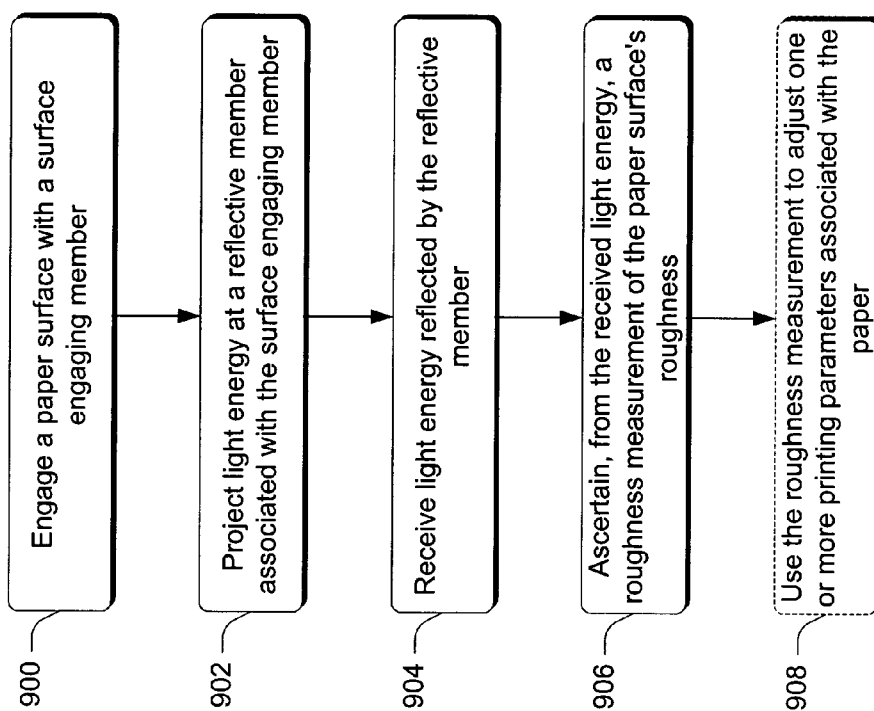 900
Engage a paper surface with a surface
engaging member
902
Project light energy at a reflective member
associated with the surface engaging member
904
Receive light energy reflected by the reflective
member
906
Ascertain, from the received light energy, a
roughness measurement of the paper surface's
roughness
908
Use the roughness measurement to adjust one
or more printing parameters associated with the
paper